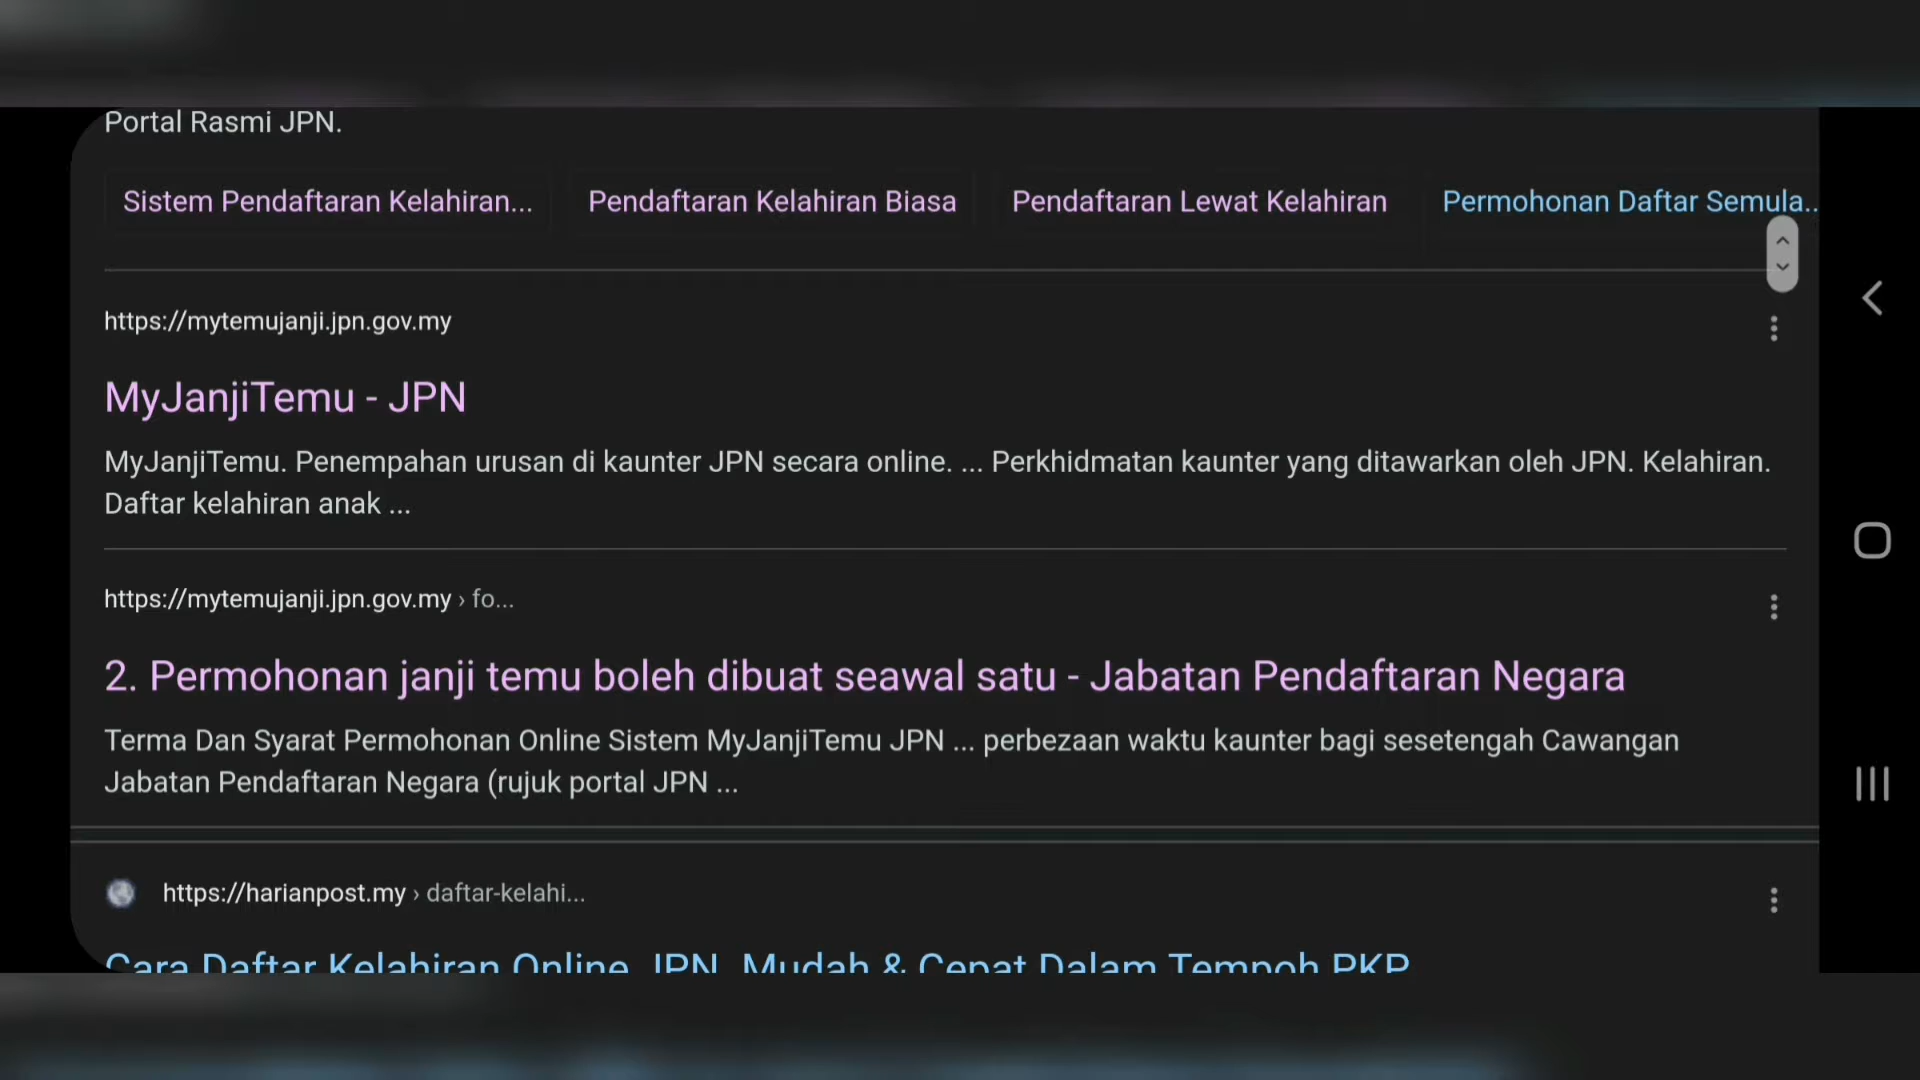 Portal Rasmi JPN.
Sistem Pendaftaran Kelahiran... Pendaftaran Kelahiran Biasa Pendaftaran Lewat Kelahiran Permohonan Daftar Semula..
https://mytemujanji.jpn.gov.my
MyJanjiTemu - JPN
MyJanjiTemu. Penempahan urusan di kaunter JPN secara online. ... Perkhidmatan kaunter yang ditawarkan oleh JPN. Kelahiran.
Daftar kelahiran anak ...
https://mytemujanji.jpn.gov.my › fo...
2. Permohonan janji temu boleh dibuat seawal satu - Jabatan Pendaftaran Negara
Terma Dan Syarat Permohonan Online Sistem MyJanjiTemu JPN ... perbezaan waktu kaunter bagi sesetengah Cawangan
Jabatan Pendaftaran Negara (rujuk portal JPN ...
https://harianpost.my › daftar-kelahi...
Cara Daftar Kelahiran Online JPN, Mudah & Cepat Dalam Tempoh PKP